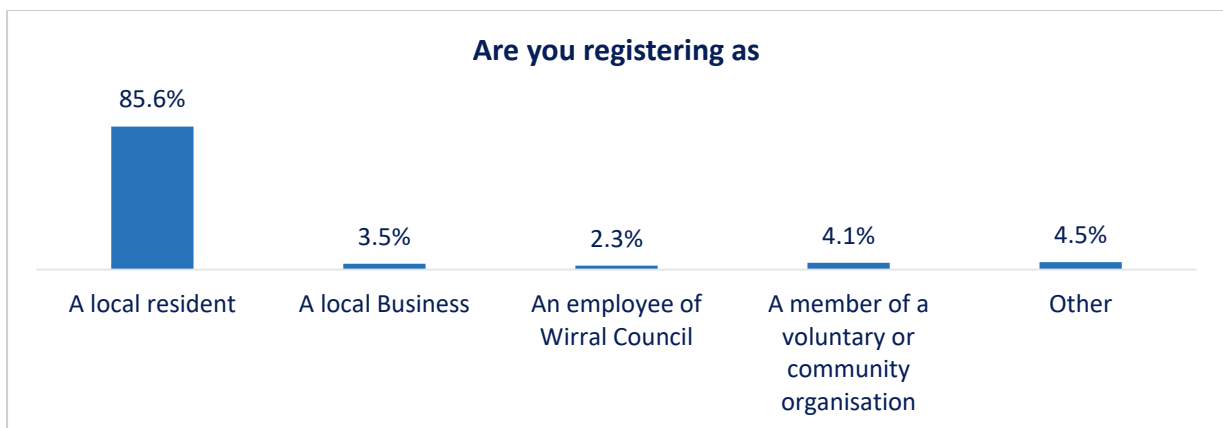 Are you registering as
85.6%
3.5%
2.3%
4.1%
4.5%
A local resident
A local Business
An employee of
Wirral Council
A member of a
voluntary or
community
organisation
Other